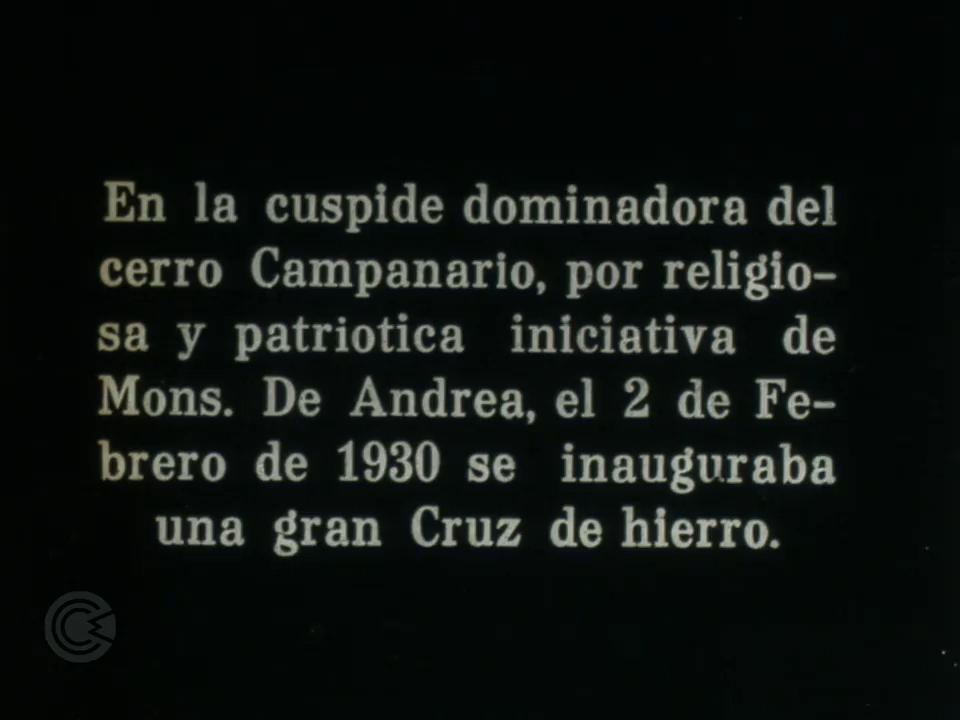 En la cuspide dominadora del
cerro Campanario, por religio-
sa y patriotica iniciativa de
Mons. De Andrea, el 2 de Fe-
brero de 1930 se inauguraba
una gran Cruz de hierro.